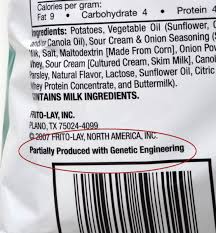 Calories per gram:
Fat 9 • Carbohydrate 4 • Protein 4
Ingredients: Potatoes, Vegetable Oil (Sunflower,
and/or Canola Oil), Sour Cream & Onion Seasoning (
Salt, Maltodextrin [Made From Corn], Onion Pow
Whey, Sour Cream [Cultured Cream, Skim Milk], Canola
Parsley, Natural Flavor, Lactose, Sunflower Oil, Citric
Whey Protein Concentrate, and Buttermilk).
CONTAINS MILK INGREDIENTS.
FRITO-LAY, INC.
PLANO, TX 75024-4099
© 2007 FRITO-LAY, NORTH AMERICA, INC.
Partially Produced with Genetic Engineering